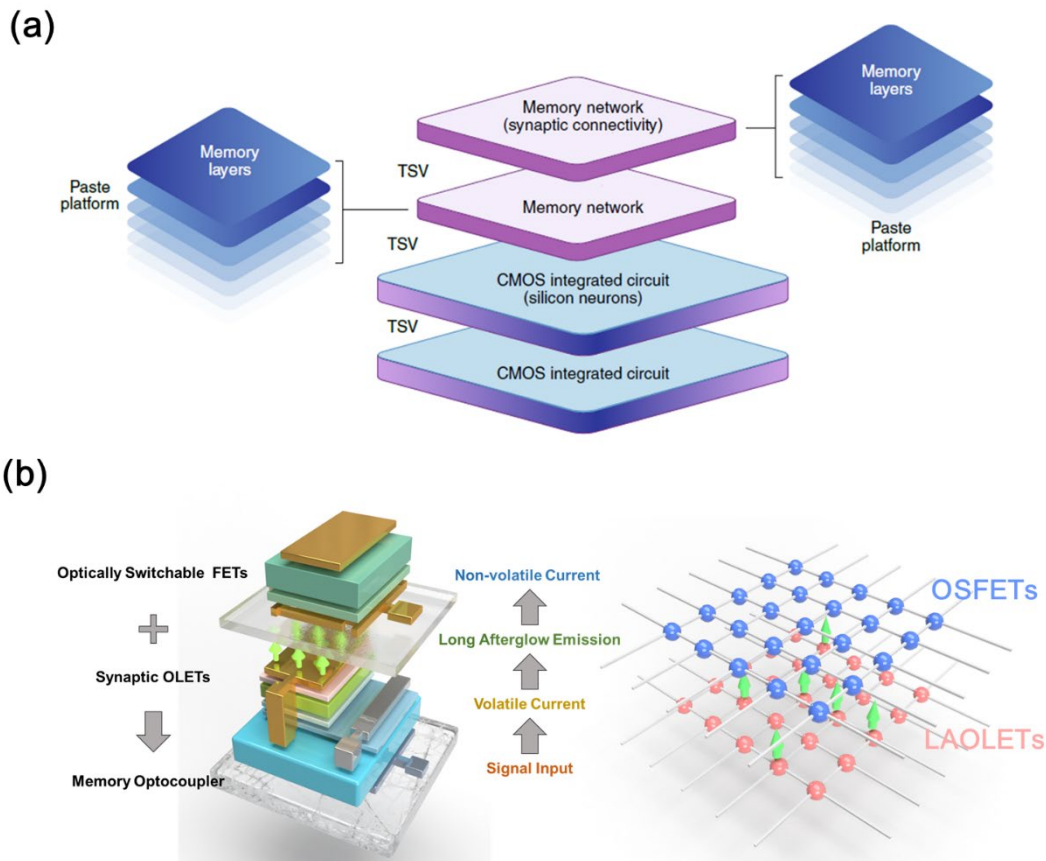 (a)
Memory
layers
Paste
platform
Memory network
(synaptic connectivity)
TSV
Memory network
TSV
CMOS integrated circuit
(silicon neurons)
TSV
CMOS integrated circuit
Memory
layers
Paste
platform
(b)
Optically Switchable FETs
Synaptic OLETs
Memory Optocoupler
Non-volatile Current
Long Afterglow Emission
Volatile Current
Signal Input
OSFETs
LAOLETs